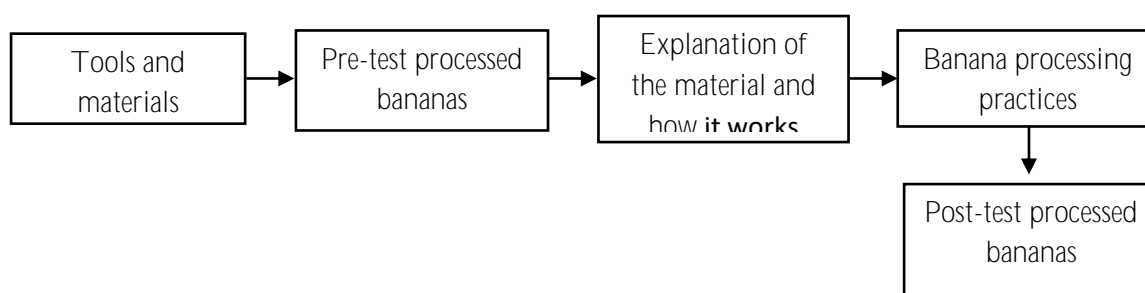 Tools and
materials
Pre-test processed
bananas
Explanation of
the material and
how it works
Banana processing
practices
Post-test processed
bananas